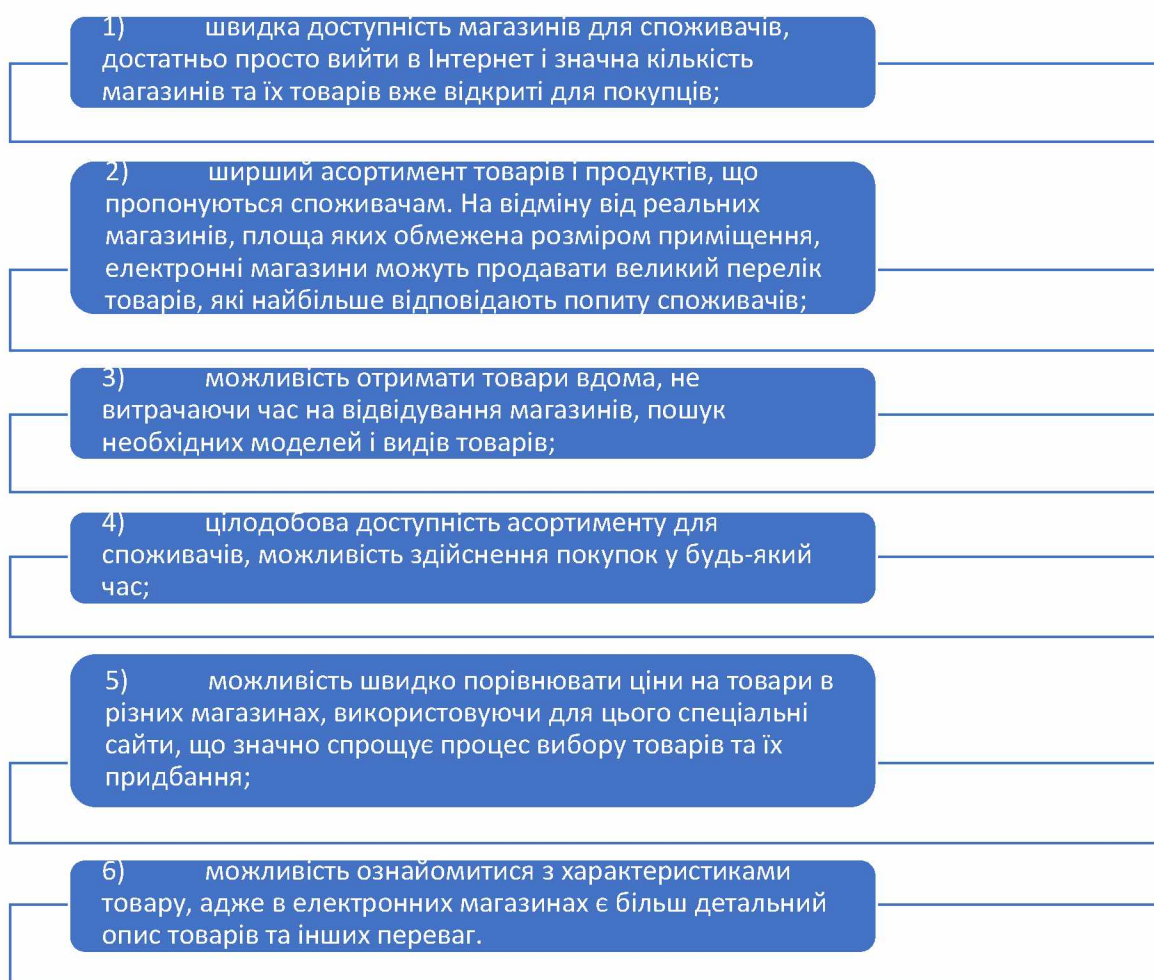 1) швидка доступність магазинів для споживачів,
достатньо просто вийти в Інтернет і значна кількість
магазинів та їх товарів вже відкриті для покупців;
2) ширший асортимент товарів і продуктів, що
пропонуються споживачам. На відміну від реальних
магазинів, площа яких обмежена розміром приміщення,
електронні магазини можуть продавати великий перелік
товарів, які найбільше відповідають попиту споживачів;
3) можливість отримати товари вдома, не
витрачаючи час на відвідування магазинів, пошук
необхідних моделей і видів товарів;
4) цілодобова доступність асортименту для
споживачів, можливість здійснення покупок у будь-який
час;
5) можливість швидко порівнювати ціни на товари в
різних магазинах, використовуючи для цього спеціальні
сайти, що значно спрощує процес вибору товарів та їх
придбання;
6) можливість ознайомитися з характеристиками
товару, адже в електронних магазинах є більш детальний
опис товарів та інших переваг.